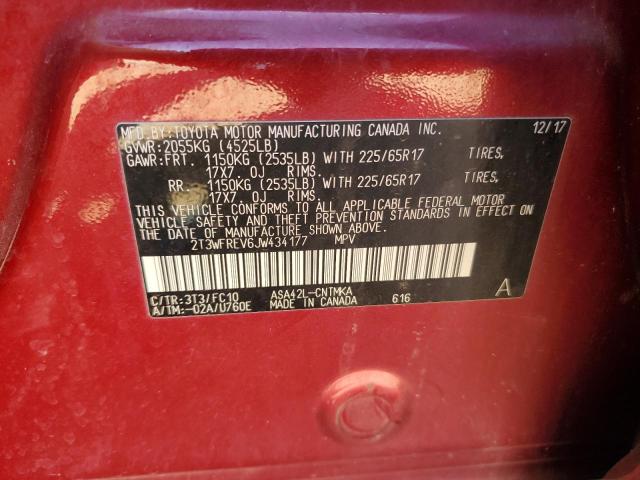 MFD. BY: TOYOTA MOTOR MANUFACTURING CANADA INC. 12/17
GVWR: 2055KG (4525LB)
GAWR: FRT. 1150KG (2535LB) WITH 225/65R17 TIRES,
17X7 OJ RIMS.
RR. 1150KG (2535LB) WITH 225/65R17 TIRES,
17X7 OJ RIMS.
THIS VEHICLE CONFORMS TO ALL APPLICABLE FEDERAL MOTOR
VEHICLE SAFETY AND THEFT PREVENTION STANDARDS IN EFFECT ON
THE DATE OF MANUFACTURE SHOWN ABOVE.
2T3WFREV6JW434177 MPV
C/TR: 3T3/FC10 ASA42L-CNTMKA A
A/TM: -02A/U760E MADE IN CANADA 616